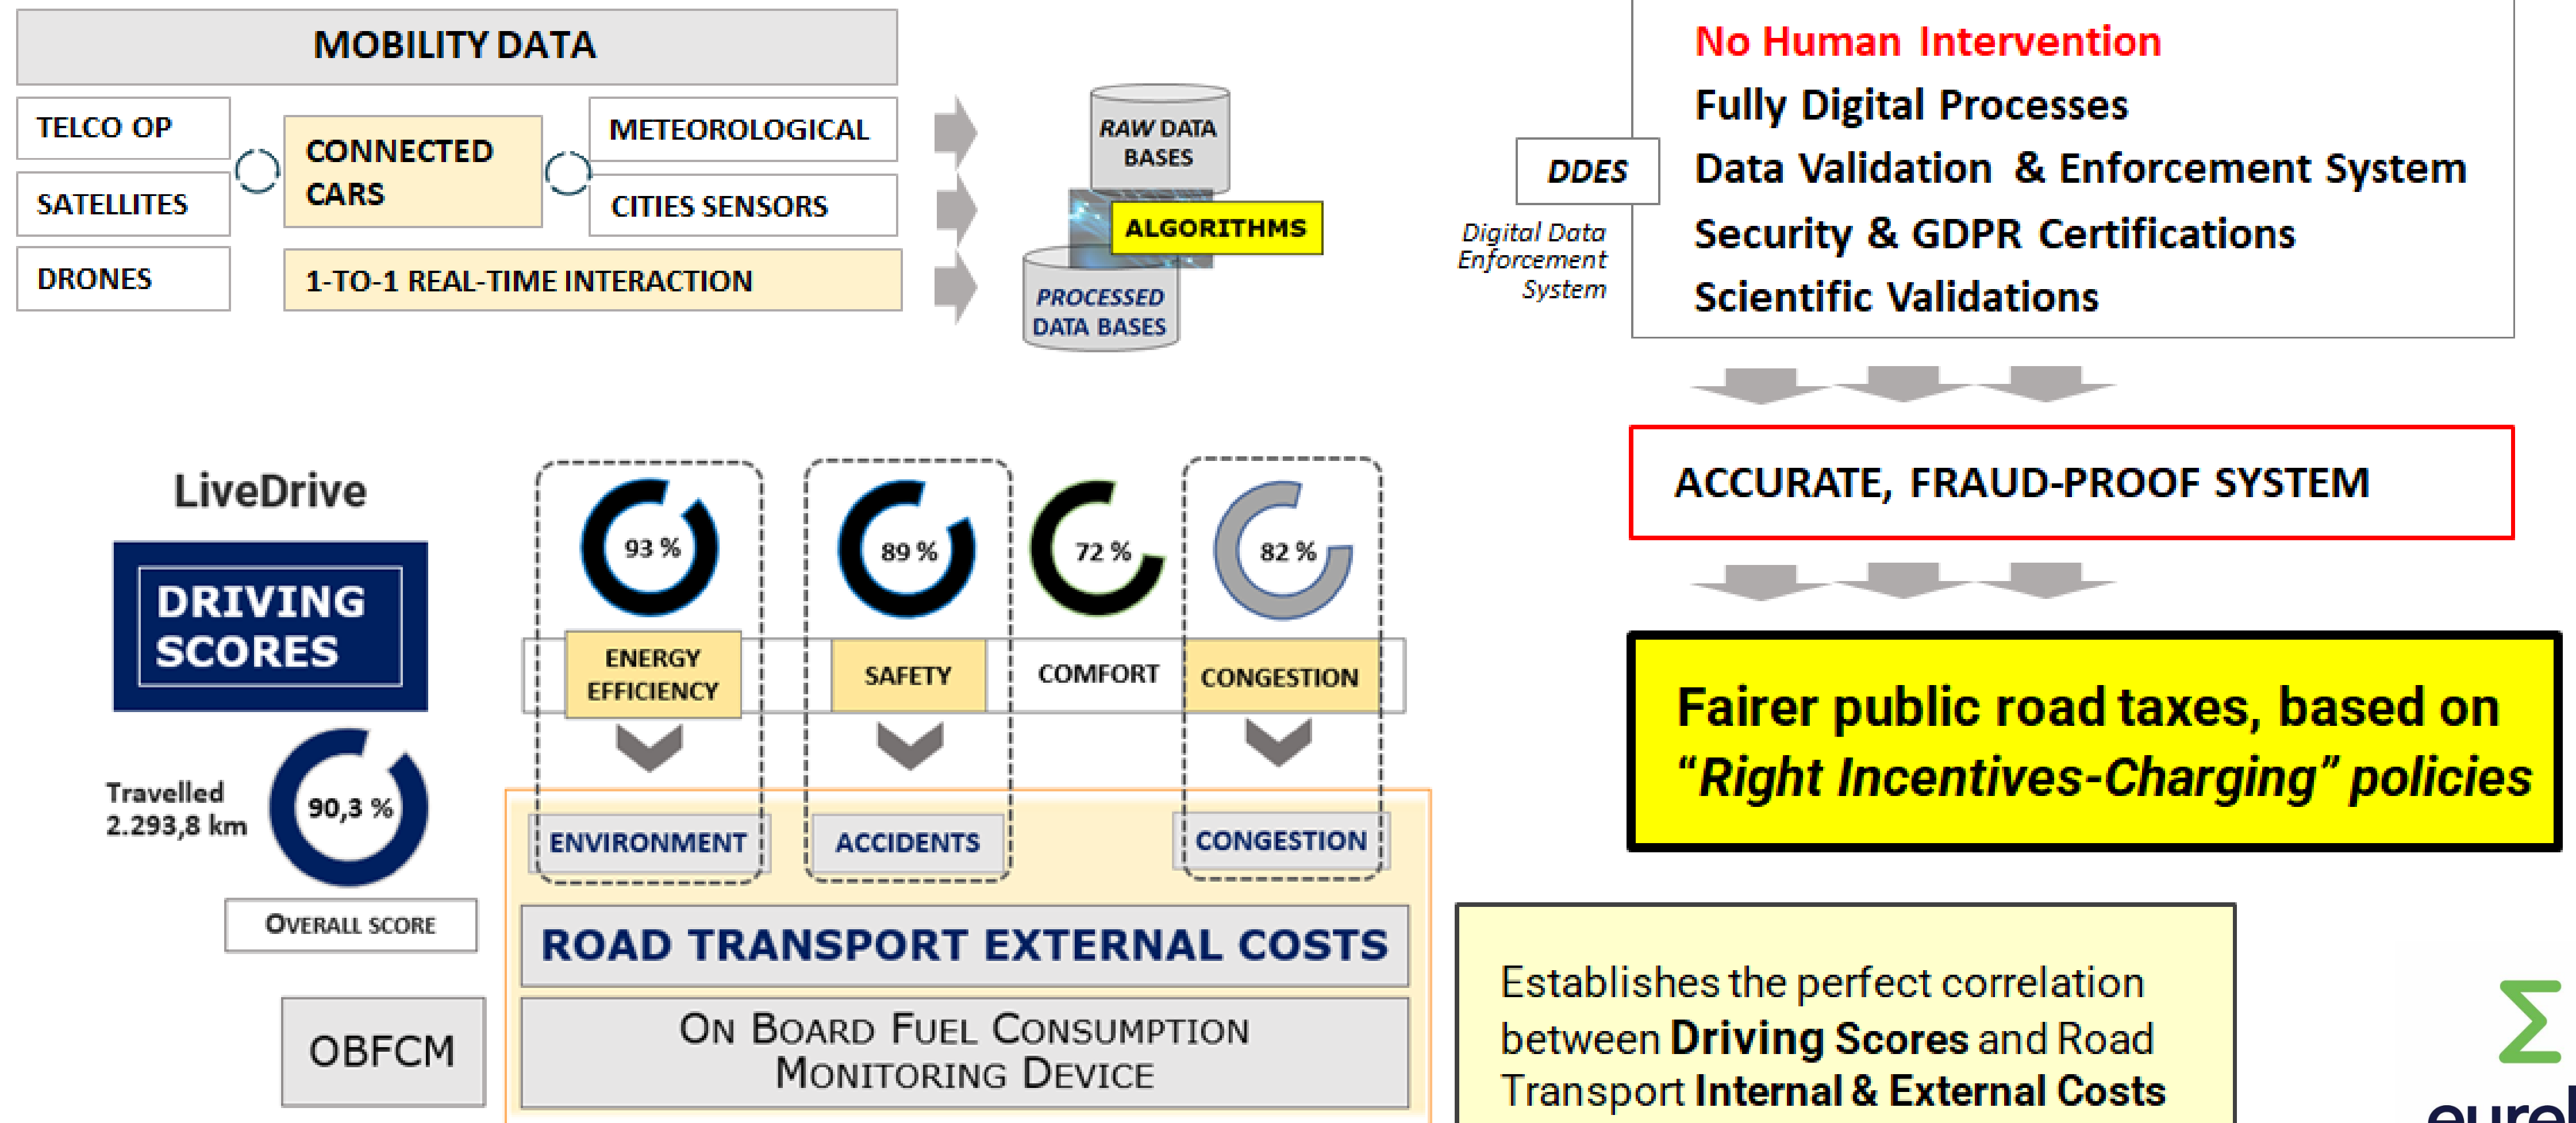 MOBILITY DATA
TELCO OP
SATELLITES
DRONES
CONNECTED
CARS
METEOROLOGICAL
CITIES SENSORS
1-TO-1 REAL-TIME INTERACTION
RAW DATA
BASES
ALGORITHMS
PROCESSED
DATA BASES
DDES
Digital Data
Enforcement
System
No Human Intervention
Fully Digital Processes
Data Validation & Enforcement System
Security & GDPR Certifications
Scientific Validations
ACCURATE, FRAUD-PROOF SYSTEM
Fairer public road taxes, based on
“Right Incentives-Charging” policies
LiveDrive
DRIVING
SCORES
Travelled
2.293,8 km
90,3 %
OVERALL SCORE
93 %
89 %
72 %
82 %
ENERGY
EFFICIENCY
SAFETY
COMFORT
CONGESTION
ENVIRONMENT
ACCIDENTS
CONGESTION
ROAD TRANSPORT EXTERNAL COSTS
OBFCM
ON BOARD FUEL CONSUMPTION
MONITORING DEVICE
Establishes the perfect correlation
between Driving Scores and Road
Transport Internal & External Costs